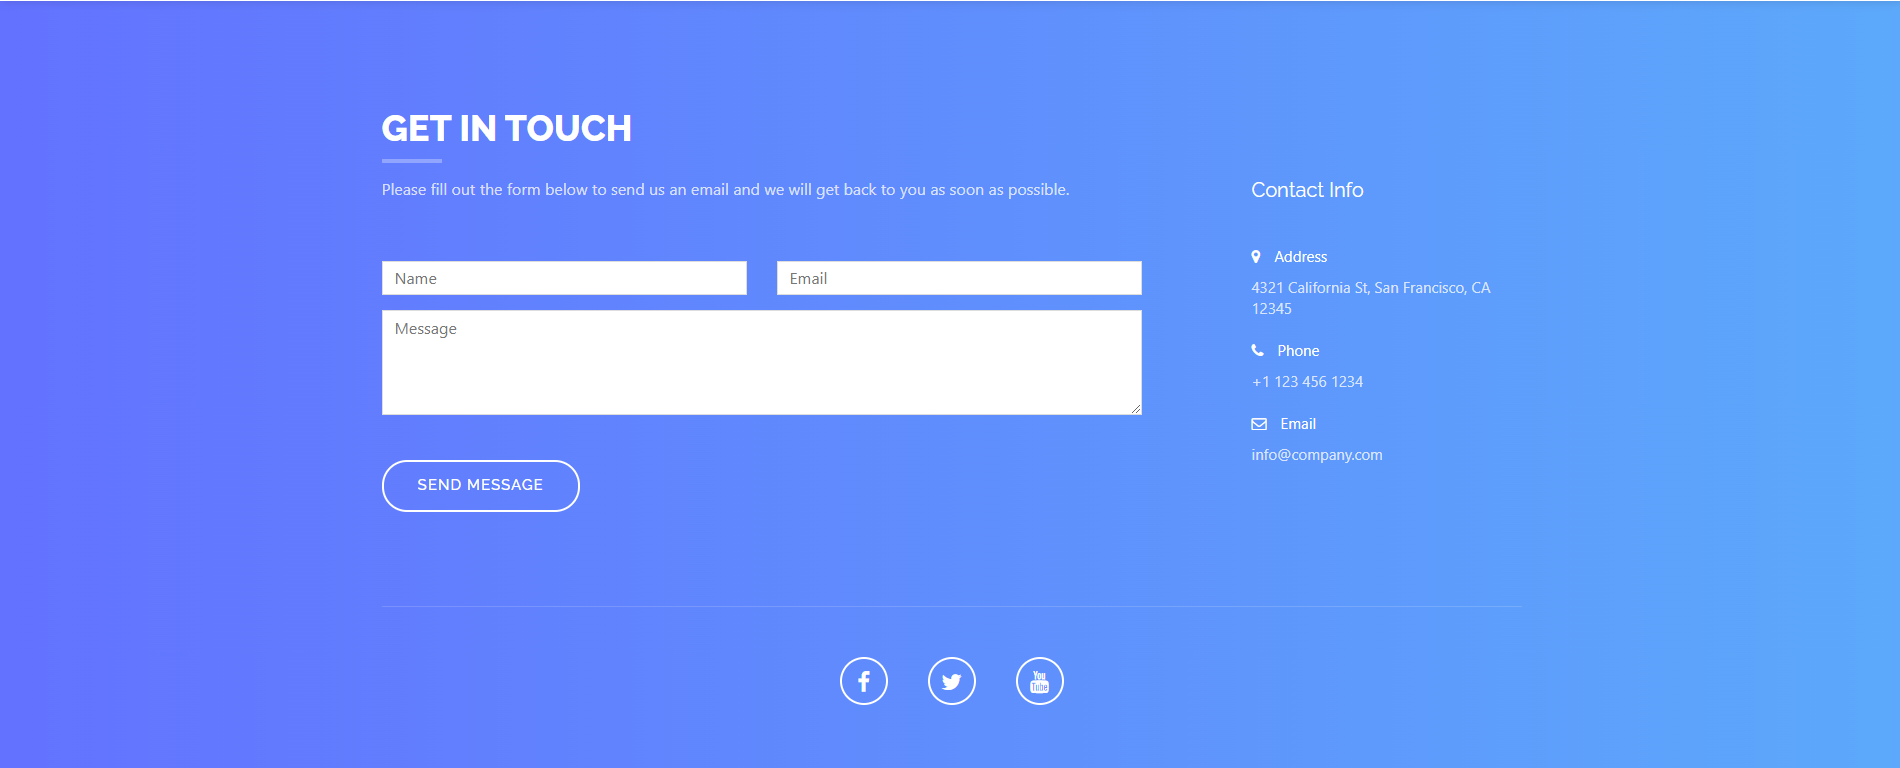 GET IN TOUCH
Please fill out the form below to send us an email and we will get back to you as soon as possible.
Name
Email
Message
SEND MESSAGE
Contact Info
Address
4321 California St, San Francisco, CA
12345
Phone
+1 123 456 1234
Email
info@company.com
You
Tube